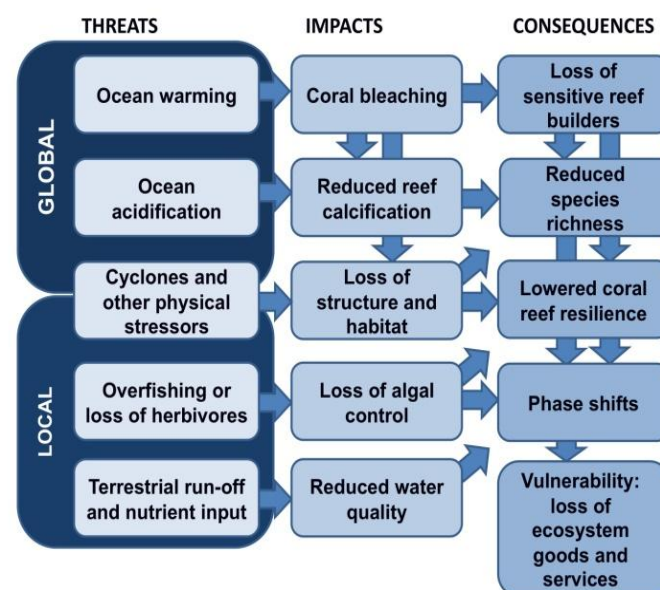 THREATS
IMPACTS
CONSEQUENCES
GLOBAL
Ocean warming
Coral bleaching
Loss of
sensitive reef
builders
Ocean
acidification
Reduced reef
calcification
Reduced
species
richness
Cyclones and
other physical
stressors
Loss of
structure and
habitat
Lowered coral
reef resilience
LOCAL
Overfishing or
loss of herbivores
Loss of algal
control
Phase shifts
Terrestrial run-off
and nutrient input
Reduced water
quality
Vulnerability:
loss of
ecosystem
goods and
services